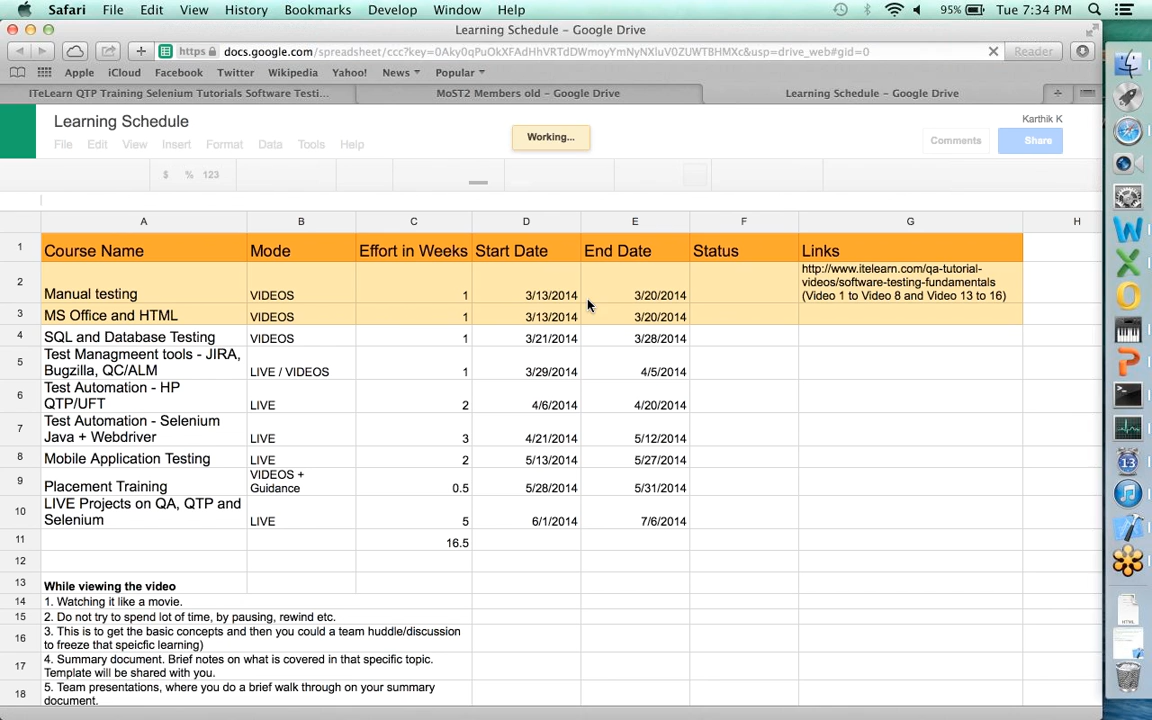 Safari File Edit View History Bookmarks Develop Window Help 95% Tue 7:34 PM
Learning Schedule – Google Drive
https docs.google.com/spreadsheet/ccc?key=0Aky0qPuOkXFAdHhVRTdDWmoyYmNyNXluV0ZUWTBHMXc&usp=drive_web#gid=0 Reader
Apple iCloud Facebook Twitter Wikipedia Yahoo! News Popular
ITeLearn QTP Training Selenium Tutorials Software Testi... MoST2 Members old – Google Drive Learning Schedule – Google Drive
Learning Schedule Working... Karthik K
File Edit View Insert Format Data Tools Help Comments Share
$ % 123
A B C D E F G H
1 Course Name Mode Effort in Weeks Start Date End Date Status Links
http://www.itelearn.com/qa-tutorial-
videos/software-testing-fundamentals
2 Manual testing VIDEOS 1 3/13/2014 3/20/2014 (Video 1 to Video 8 and Video 13 to 16)
3 MS Office and HTML VIDEOS 1 3/13/2014 3/20/2014
4 SQL and Database Testing VIDEOS 1 3/21/2014 3/28/2014
Test Managmeent tools - JIRA,
5 Bugzilla, QC/ALM LIVE / VIDEOS 1 3/29/2014 4/5/2014
Test Automation - HP
6 QTP/UFT LIVE 2 4/6/2014 4/20/2014
Test Automation - Selenium
7 Java + Webdriver LIVE 3 4/21/2014 5/12/2014
8 Mobile Application Testing LIVE 2 5/13/2014 5/27/2014
VIDEOS +
9 Placement Training Guidance 0.5 5/28/2014 5/31/2014
LIVE Projects on QA, QTP and
10 Selenium LIVE 5 6/1/2014 7/6/2014
11 16.5
12
13 While viewing the video
14 1. Watching it like a movie.
15 2. Do not try to spend lot of time, by pausing, rewind etc.
16 3. This is to get the basic concepts and then you could a team huddle/discussion
to freeze that speicfic learning)
17 4. Summary document. Brief notes on what is covered in that specific topic.
Template will be shared with you.
18 5. Team presentations, where you do a brief walk through on your summary
document.
13
HTML